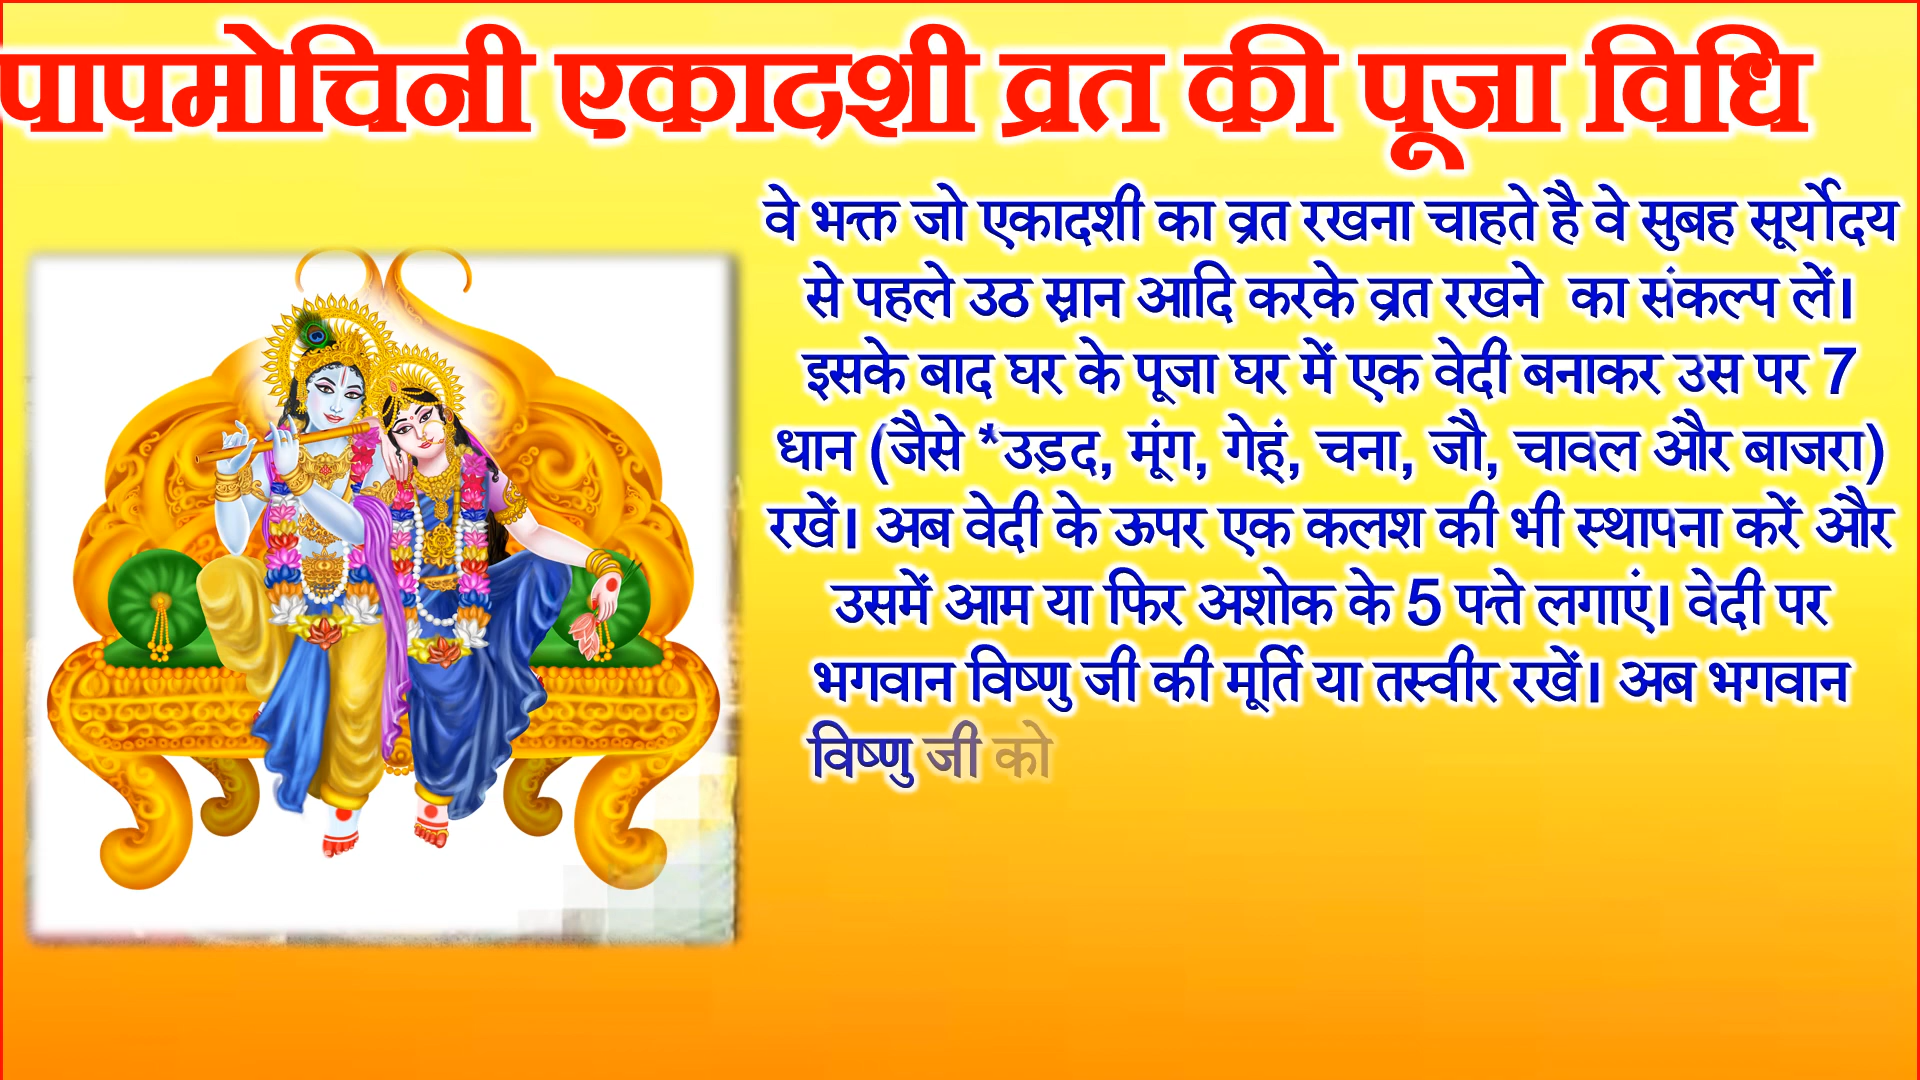 पापमोचिनी एकादशी व्रत की पूजा विधि
वे भक्त जो एकादशी का व्रत रखना चाहते है वे सुबह सूर्योदय
से पहले उठ स्नान आदि करके व्रत रखने का संकल्प लें।
इसके बाद घर के पूजा घर में एक वेदी बनाकर उस पर 7
धान (जैसे *उड़द, मूंग, गेहूं, चना, जौ, चावल और बाजरा)
रखें। अब वेदी के ऊपर एक कलश की भी स्थापना करें और
उसमें आम या फिर अशोक के 5 पत्ते लगाएं। वेदी पर
भगवान विष्णु जी की मूर्ति या तस्वीर रखें। अब भगवान
विष्णु जी को